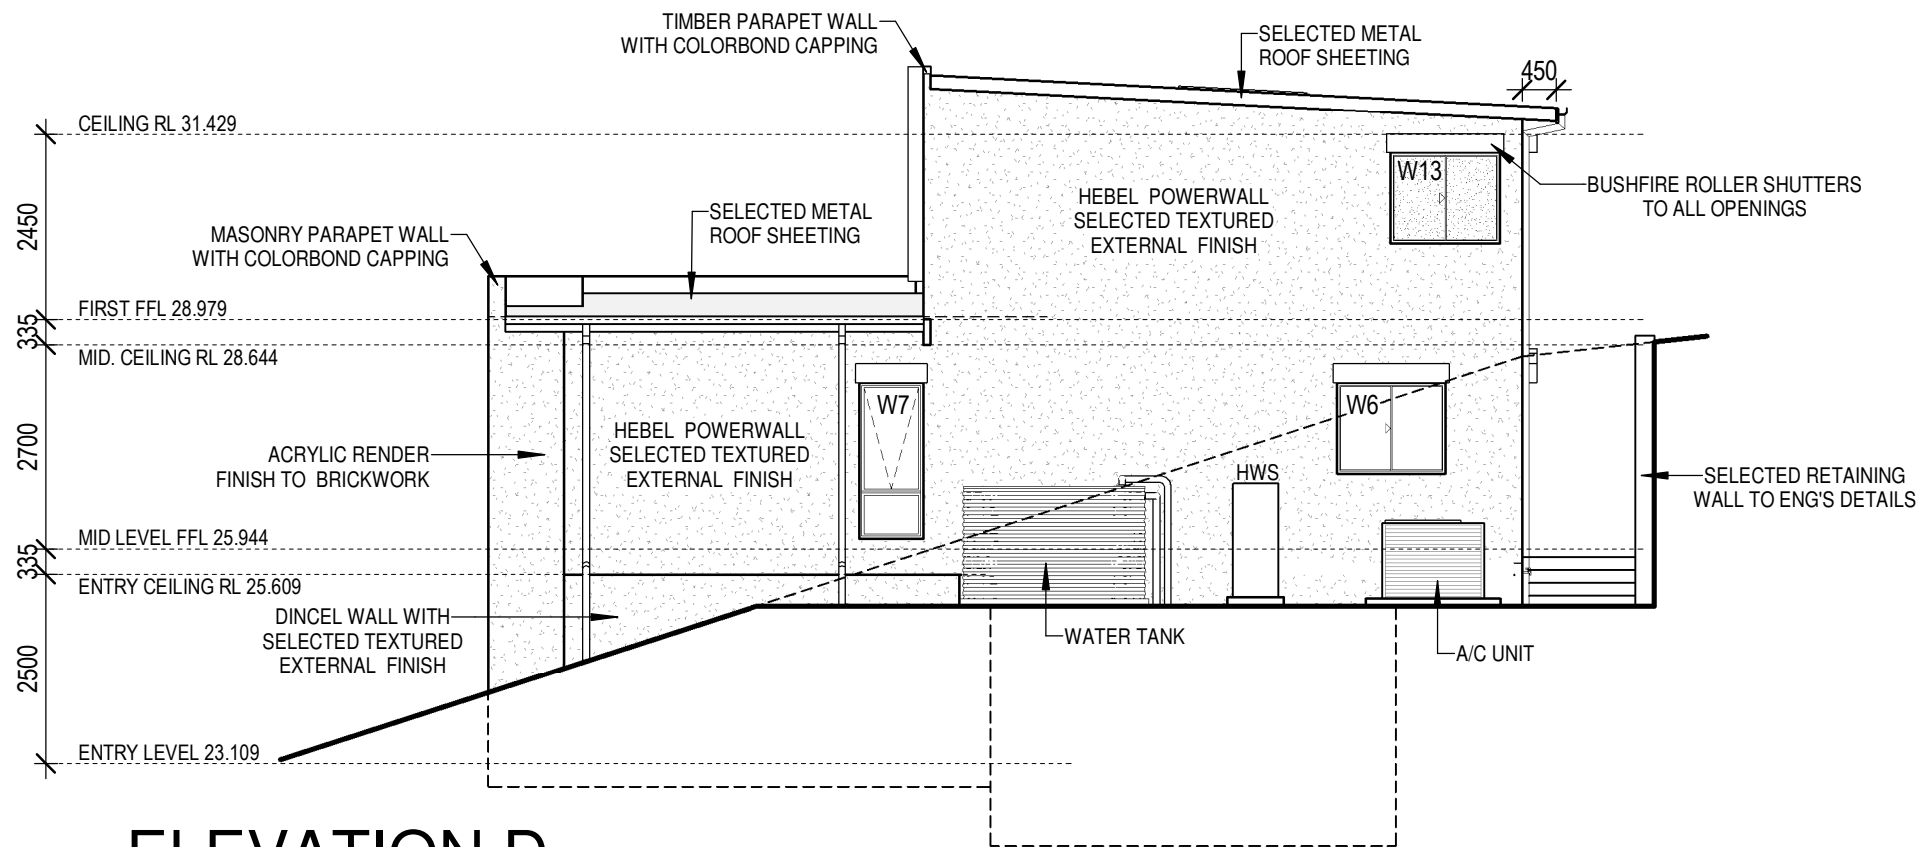 TIMBER PARAPET WALL
WITH COLORBOND CAPPING
SELECTED METAL
ROOF SHEETING
450
CEILING RL 31.429
2450
W13
HEBEL POWERWALL
SELECTED TEXTURED
EXTERNAL FINISH
BUSHFIRE ROLLER SHUTTERS
TO ALL OPENINGS
SELECTED METAL
ROOF SHEETING
MASONRY PARAPET WALL
WITH COLORBOND CAPPING
FIRST FFL 28.979
335
MID. CEILING RL 28.644
2700
W7
W6
HEBEL POWERWALL
SELECTED TEXTURED
EXTERNAL FINISH
ACRYLIC RENDER
FINISH TO BRICKWORK
HWS
SELECTED RETAINING
WALL TO ENG'S DETAILS
MID LEVEL FFL 25.944
335
ENTRY CEILING RL 25.609
DINCEL WALL WITH
SELECTED TEXTURED
EXTERNAL FINISH
WATER TANK
A/C UNIT
2500
ENTRY LEVEL 23.109